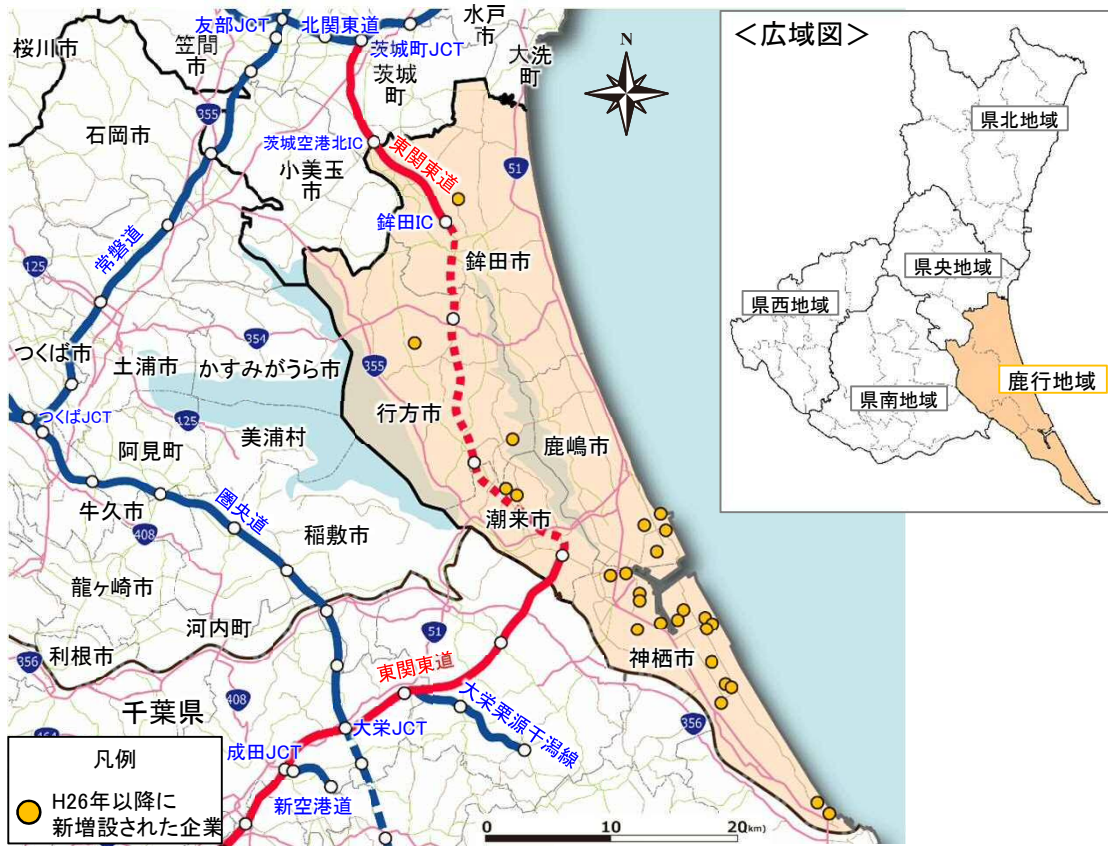 友部JCT
北関東道
水戸
市
桜川市
笠間
市
茨城町JCT
大洗
町
茨城
町
355
石岡市
茨城空港北IC
小美玉
市
東関東道
51
鉾田IC
常磐道
鉾田市
125
354
つくば市
土浦市
かすみがうら市
355
つくばJCT
125
行方市
阿見町
美浦村
鹿嶋市
圏央道
牛久市
潮来市
408
稲敷市
龍ヶ崎市
河内町
51
356
利根町
神栖市
東関東道
408
千葉県
大栄栗源干潟線
356
大栄JCT
成田JCT
新空港道
N
<広域図>
県北地域
県央地域
県西地域
鹿行地域
県南地域
凡例
H26年以降に
新増設された企業
0 10 20(km)